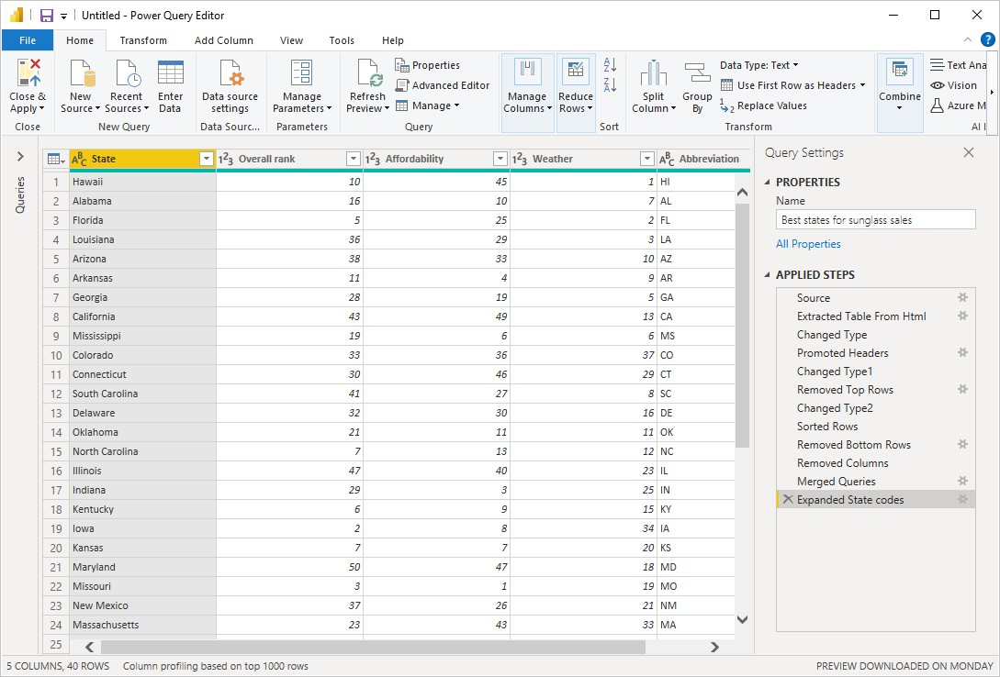 Untitled - Power Query Editor
File Home Transform Add Column View Tools Help
Close & Apply
New Source
Recent Sources
Enter Data
Data source settings
Manage Parameters
Refresh Preview
Properties
Advanced Editor
Manage
Manage Columns
Reduce Rows
Split Column
Group By
Data Type: Text
Use First Row as Headers
Replace Values
Combine
Text Ana
Vision
Azure M
Close New Query Data Sourc... Parameters Query Sort Transform AI I
Queries
State Overall rank Affordability Weather Abbreviation
1 Hawaii 10 45 1 HI
2 Alabama 16 10 7 AL
3 Florida 5 25 2 FL
4 Louisiana 36 29 3 LA
5 Arizona 38 33 10 AZ
6 Arkansas 11 4 9 AR
7 Georgia 28 19 5 GA
8 California 43 49 13 CA
9 Mississippi 19 6 6 MS
10 Colorado 33 36 37 CO
11 Connecticut 30 46 29 CT
12 South Carolina 41 27 8 SC
13 Delaware 32 30 16 DE
14 Oklahoma 21 11 11 OK
15 North Carolina 7 13 12 NC
16 Illinois 47 40 23 IL
17 Indiana 29 3 25 IN
18 Kentucky 6 9 15 KY
19 Iowa 2 8 34 IA
20 Kansas 7 7 20 KS
21 Maryland 50 47 18 MD
22 Missouri 3 1 19 MO
23 New Mexico 37 26 21 NM
24 Massachusetts 23 43 33 MA
25
Query Settings
PROPERTIES
Name
Best states for sunglass sales
All Properties
APPLIED STEPS
Source
Extracted Table From Html
Changed Type
Promoted Headers
Changed Type1
Removed Top Rows
Changed Type2
Sorted Rows
Removed Bottom Rows
Removed Columns
Merged Queries
Expanded State codes
5 COLUMNS, 40 ROWS Column profiling based on top 1000 rows PREVIEW DOWNLOADED ON MONDAY